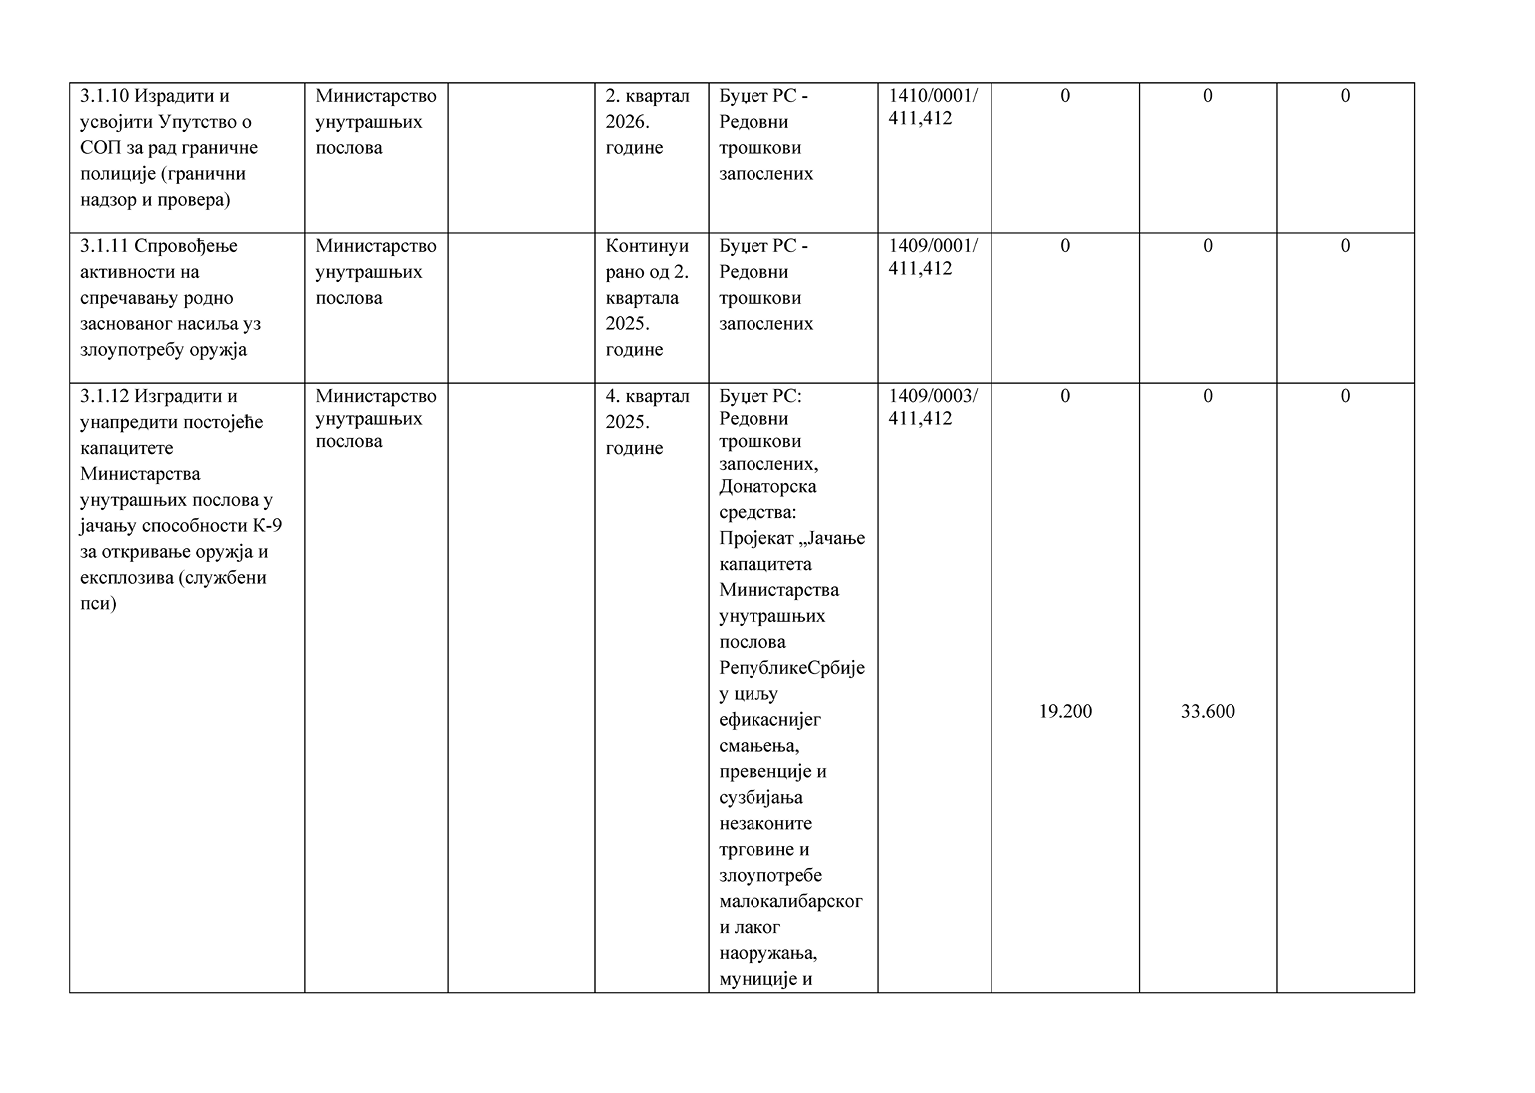 3.1.10 Израдити и
усвојити Упутство о
СОП за рад граничне
полиције (гранични
надзор и провера)
Министарство
унутрашњих
послова
2. квартал
2026.
године
Буџет РС -
Редовни
трошкови
запослених
1410/0001/
411,412
0
0
0
3.1.11 Спровођење
активности на
спречавању родно
заснованог насиља уз
злоупотребу оружја
Министарство
унутрашњих
послова
Континуи
рано од 2.
квартала
2025.
године
Буџет РС -
Редовни
трошкови
запослених
1409/0001/
411,412
0
0
0
3.1.12 Изградити и
унапредити постојеће
капацитете
Министарства
унутрашњих послова у
јачању способности К-9
за откривање оружја и
експлозива (службени
пси)
Министарство
унутрашњих
послова
4. квартал
2025.
године
Буџет РС:
Редовни
трошкови
запослених,
Донаторска
средства:
Пројекат „Јачање
капацитета
Министарства
унутрашњих
послова
РепубликеСрбије
у циљу
ефикаснијег
смањења,
превенције и
сузбијања
незаконите
трговине и
злоупотребе
малокалибарског
и лаког
наоружања,
муниције и
1409/0003/
411,412
0
0
0
19.200
33.600